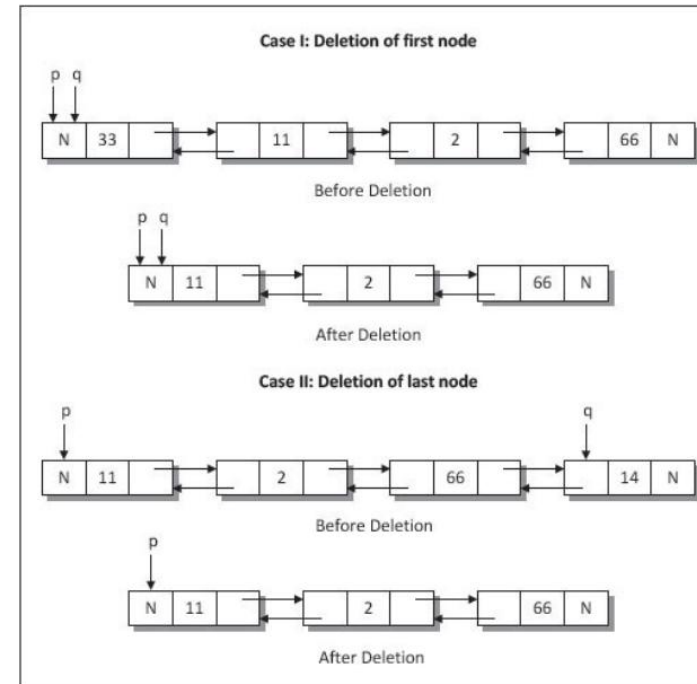 Case I: Deletion of first node
p q
N 33 11 2 66 N
Before Deletion
p q
N 11 2 66 N
After Deletion
Case II: Deletion of last node
p q
N 11 2 66 14 N
Before Deletion
p
N 11 2 66 N
After Deletion